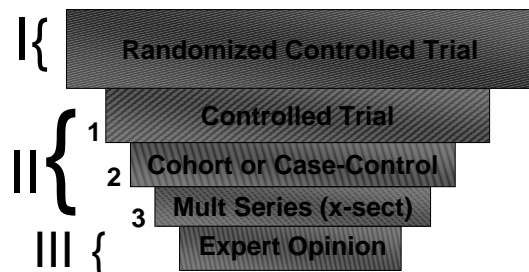 I{ Randomized Controlled Trial
II { 1 Controlled Trial
2 Cohort or Case-Control
3 Mult Series (x-sect)
III { Expert Opinion